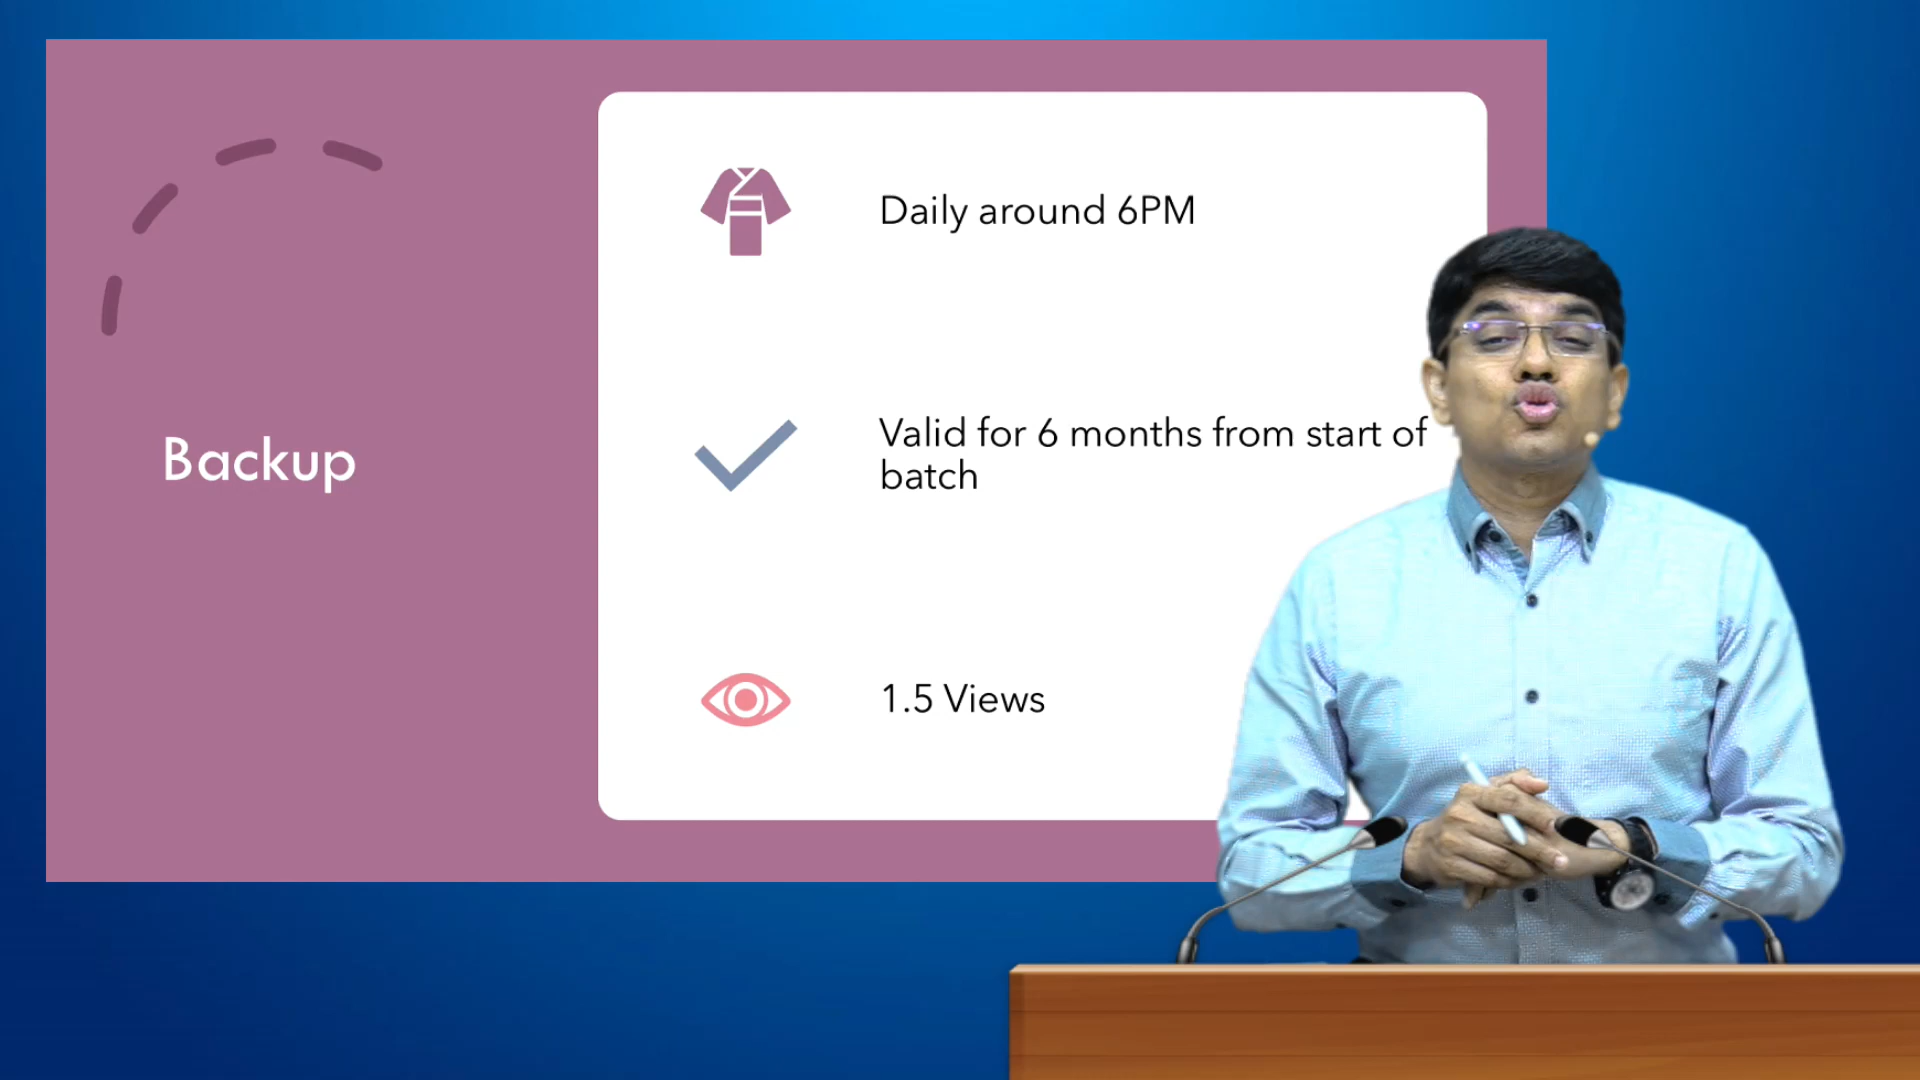 Backup
Daily around 6PM
Valid for 6 months from start of
batch
1.5 Views